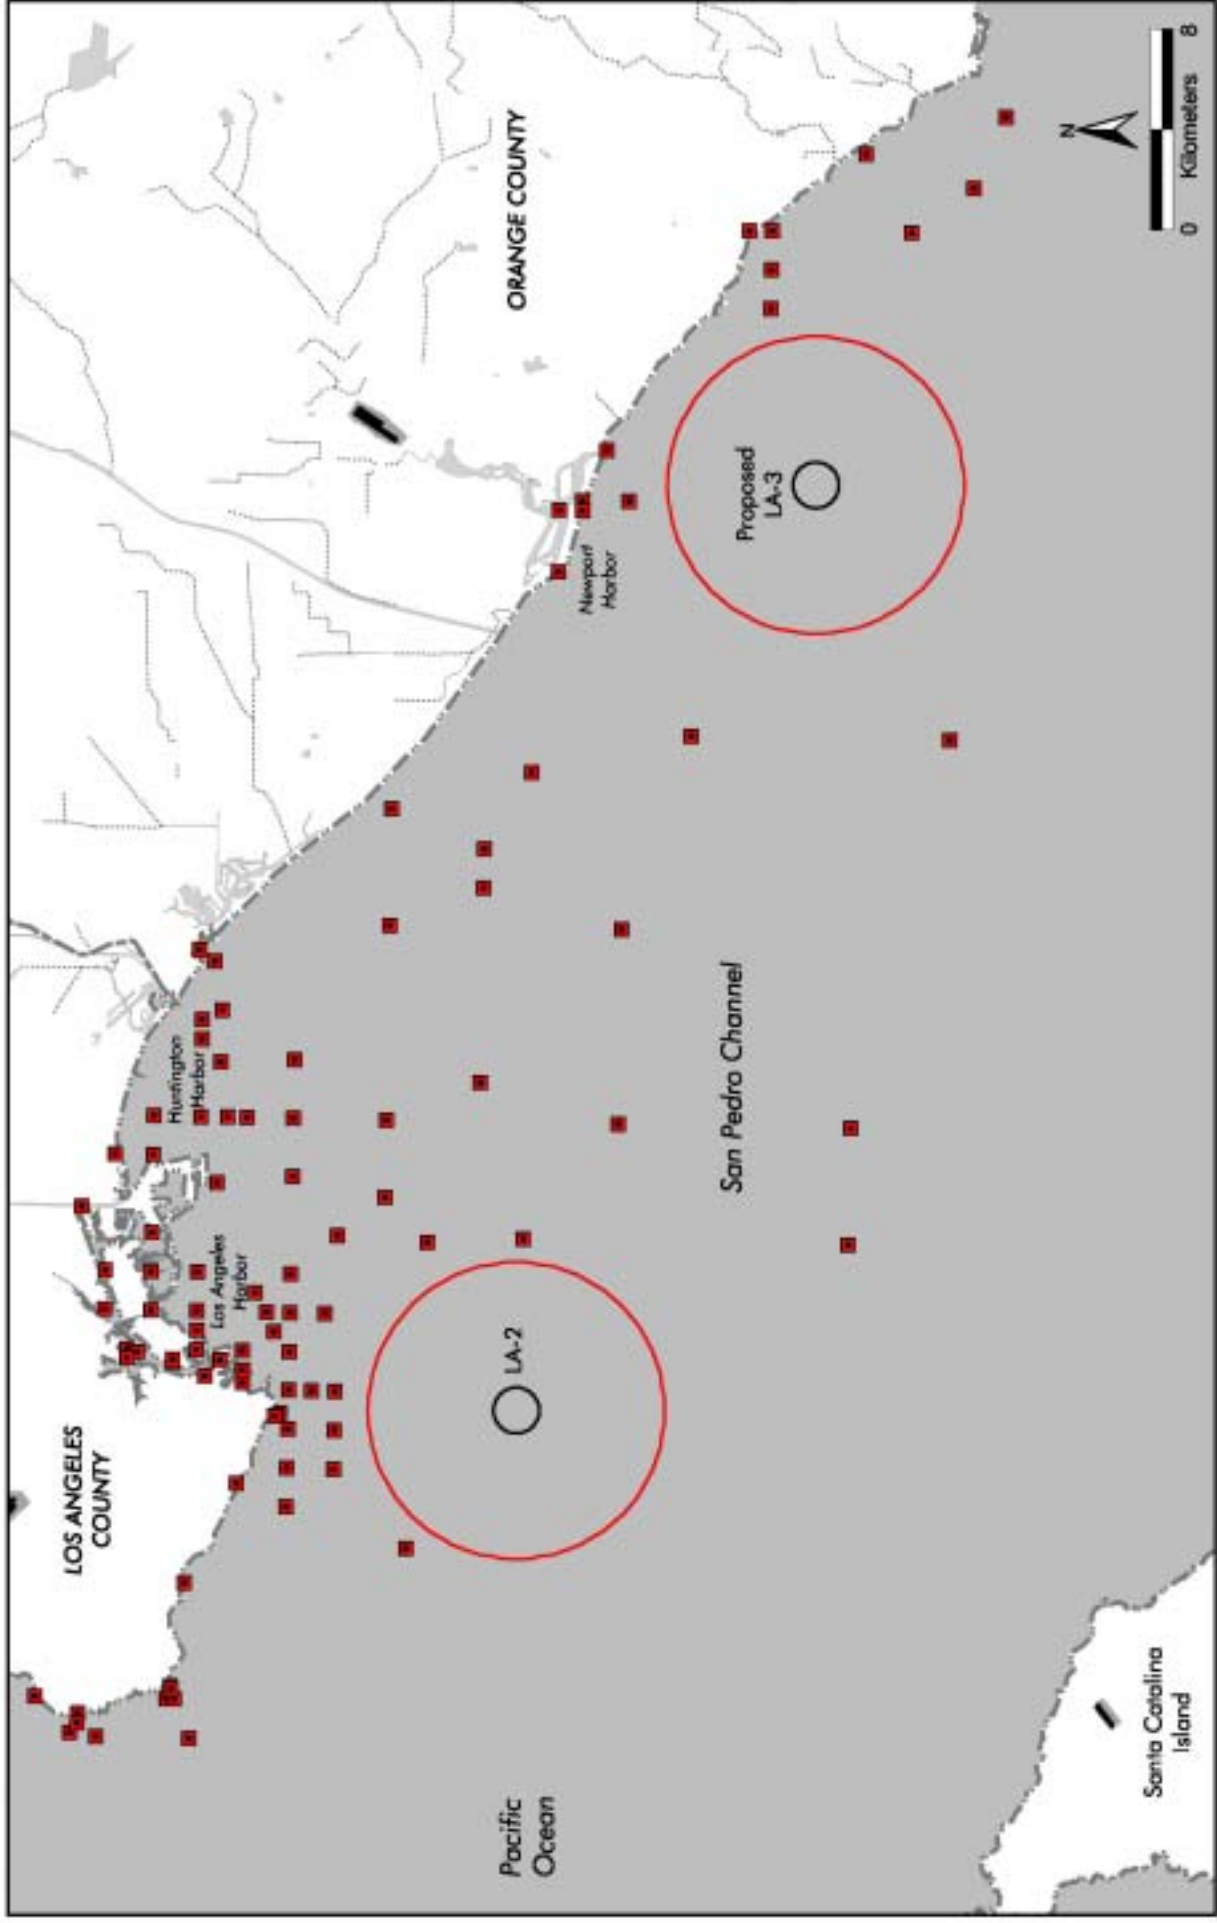 LOS ANGELES
COUNTY
Los Angeles
Harbor
Huntington
Harbor
ORANGE COUNTY
Newport
Harbor
Pacific
Ocean
LA-2
San Pedro Channel
Proposed
LA-3
Santa Catalina
Island
N
0
8
Kilometers